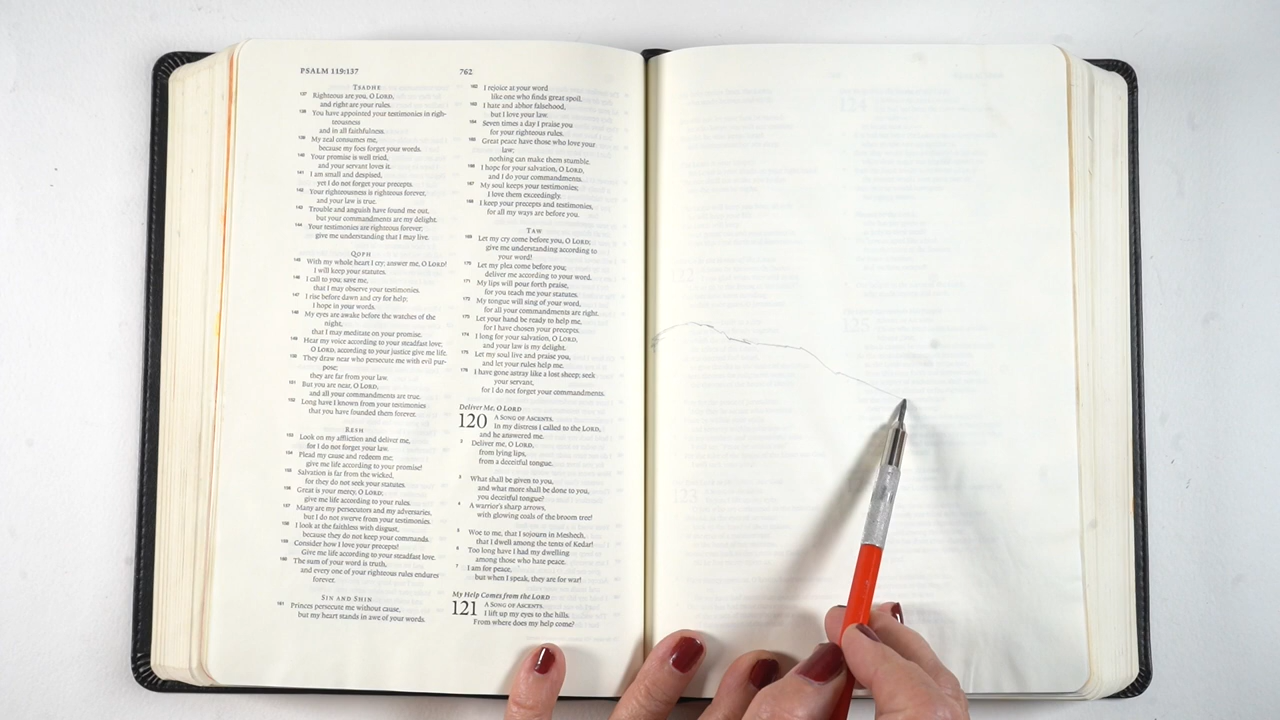 PSALM 119:137
TSADHE
137 Righteous are you, O LORD,
and right are your rules.
138 You have appointed your testimonies in righ-
teousness
and in all faithfulness.
139 My zeal consumes me,
because my foes forget your words.
140 Your promise is well tried,
and your servant loves it.
141 I am small and despised,
yet I do not forget your precepts.
142 Your righteousness is righteous forever,
and your law is true.
143 Trouble and anguish have found me out,
but your commandments are my delight.
144 Your testimonies are righteous forever;
give me understanding that I may live.
QOPH
145 With my whole heart I cry; answer me, O LORD!
I will keep your statutes.
146 I call to you; save me,
that I may observe your testimonies.
147 I rise before dawn and cry for help;
I hope in your words.
148 My eyes are awake before the watches of the
night,
that I may meditate on your promise.
149 Hear my voice according to your steadfast love;
O LORD, according to your justice give me life.
150 They draw near who persecute me with evil pur-
pose;
they are far from your law.
151 But you are near, O LORD,
and all your commandments are true.
152 Long have I known from your testimonies
that you have founded them forever.
RESH
153 Look on my affliction and deliver me,
for I do not forget your law.
154 Plead my cause and redeem me;
give me life according to your promise!
155 Salvation is far from the wicked,
for they do not seek your statutes.
156 Great is your mercy, O LORD;
give me life according to your rules.
157 Many are my persecutors and my adversaries,
but I do not swerve from your testimonies.
158 I look at the faithless with disgust,
because they do not keep your commands.
159 Consider how I love your precepts!
Give me life according to your steadfast love.
160 The sum of your word is truth,
and every one of your righteous rules endures
forever.
SIN AND SHIN
161 Princes persecute me without cause,
but my heart stands in awe of your words.
762
162 I rejoice at your word
like one who finds great spoil.
163 I hate and abhor falsehood,
but I love your law.
164 Seven times a day I praise you
for your righteous rules.
165 Great peace have those who love your
law;
nothing can make them stumble.
166 I hope for your salvation, O LORD,
and I do your commandments.
167 My soul keeps your testimonies;
I love them exceedingly.
168 I keep your precepts and testimonies,
for all my ways are before you.
TAW
169 Let my cry come before you, O LORD;
give me understanding according to
your word!
170 Let my plea come before you;
deliver me according to your word.
171 My lips will pour forth praise,
for you teach me your statutes.
172 My tongue will sing of your word,
for all your commandments are right.
173 Let your hand be ready to help me,
for I have chosen your precepts.
174 I long for your salvation, O LORD,
and your law is my delight.
175 Let my soul live and praise you,
and let your rules help me.
176 I have gone astray like a lost sheep; seek
your servant,
for I do not forget your commandments.
Deliver Me, O LORD
120 A SONG OF ASCENTS.
In my distress I called to the LORD,
and he answered me.
2 Deliver me, O LORD,
from lying lips,
from a deceitful tongue.
3 What shall be given to you,
and what more shall be done to you,
you deceitful tongue?
4 A warrior's sharp arrows,
with glowing coals of the broom tree!
5 Woe to me, that I sojourn in Meshech,
that I dwell among the tents of Kedar!
6 Too long have I had my dwelling
among those who hate peace.
7 I am for peace,
but when I speak, they are for war!
My Help Comes from the LORD
121 A SONG OF ASCENTS.
I lift up my eyes to the hills.
From where does my help come?
123